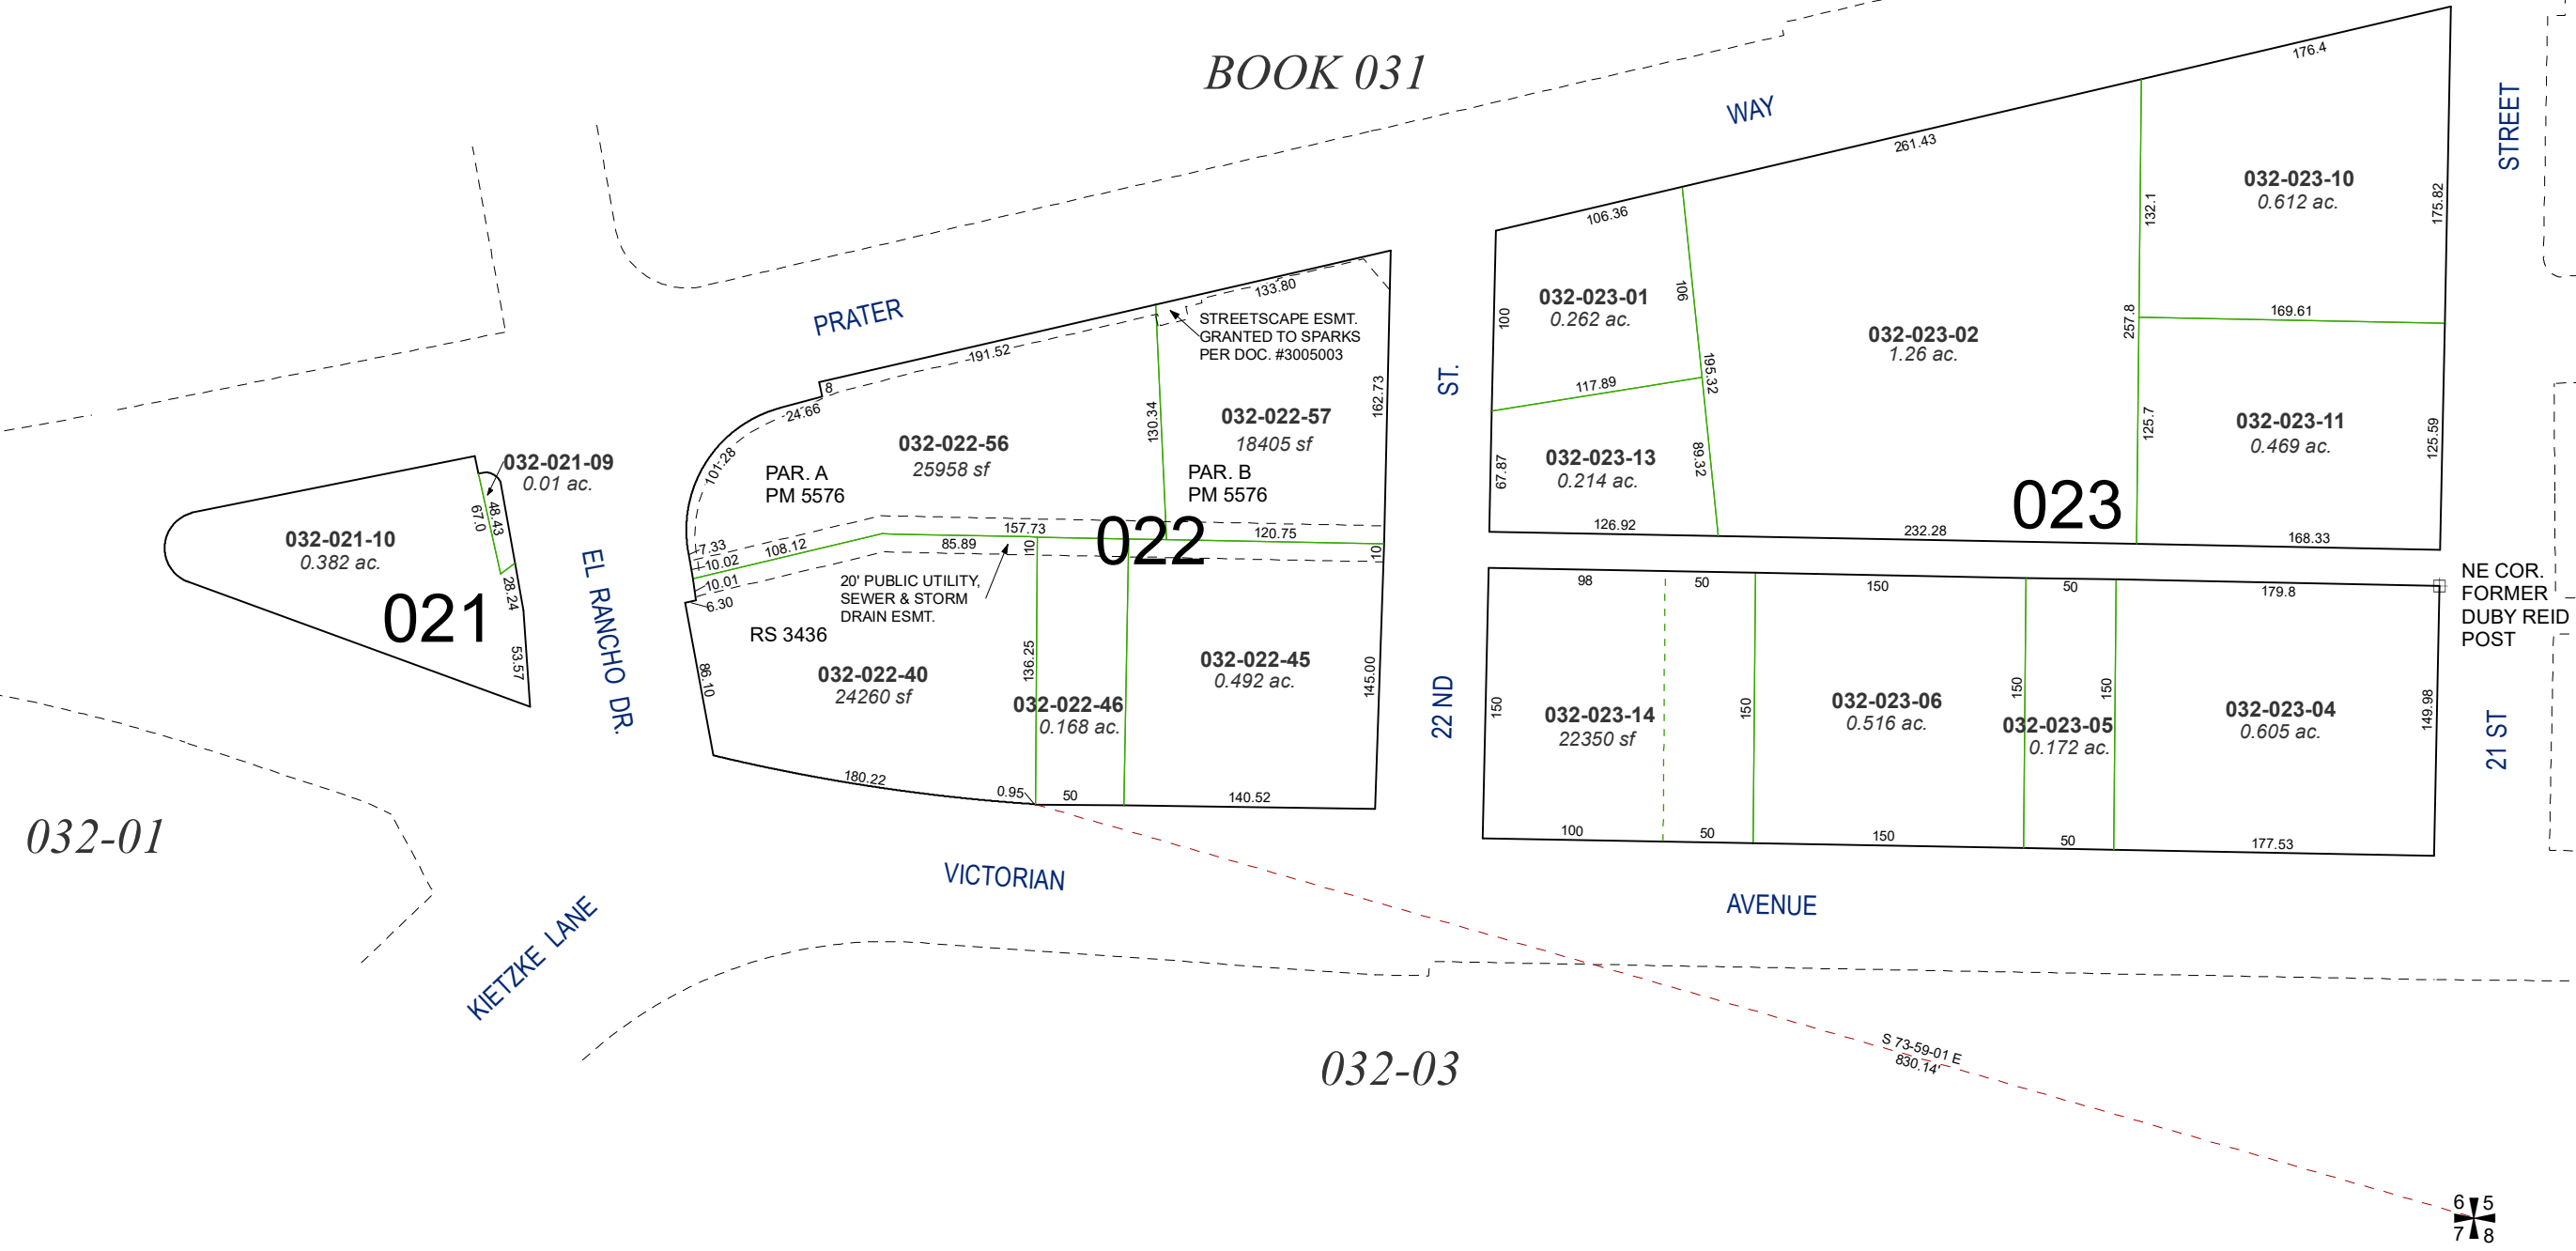 BOOK 031
WAY
STREET
176.4
261.43
106.36
032-023-10
0.612 ac.
132.1
175.82
133.80
PRATER
STREETSCAPE ESMT.
GRANTED TO SPARKS
PER DOC. #3005003
032-023-01
0.262 ac.
106
100
257.8
169.61
032-023-02
1.26 ac.
191.52
8
24.66
ST.
117.89
195.32
162.73
130.34
032-022-57
18405 sf
032-022-56
25958 sf
101.28
PAR. A
PM 5576
PAR. B
PM 5576
032-023-13
0.214 ac.
67.87
89.32
125.7
032-023-11
0.469 ac.
125.59
023
032-021-09
0.01 ac.
48.43
67.0
032-021-10
0.382 ac.
021
28.24
53.57
EL RANCHO DR.
157.73
022
120.75
126.92
232.28
168.33
7.33
108.12
85.89
10
10
10.02
10.01
6.30
20' PUBLIC UTILITY,
SEWER & STORM
DRAIN ESMT.
98
50
150
50
179.8
NE COR.
FORMER
DUBY REID
POST
RS 3436
032-022-40
24260 sf
86.10
136.25
032-022-46
0.168 ac.
032-022-45
0.492 ac.
145.00
22 ND
150
032-023-14
22350 sf
150
032-023-06
0.516 ac.
150
032-023-05
0.172 ac.
150
032-023-04
0.605 ac.
149.98
21 ST
180.22
0.95
50
140.52
100
50
150
50
177.53
032-01
VICTORIAN
AVENUE
KIETZKE LANE
032-03
S 73-59-01 E
830.14'
6 5
7 8